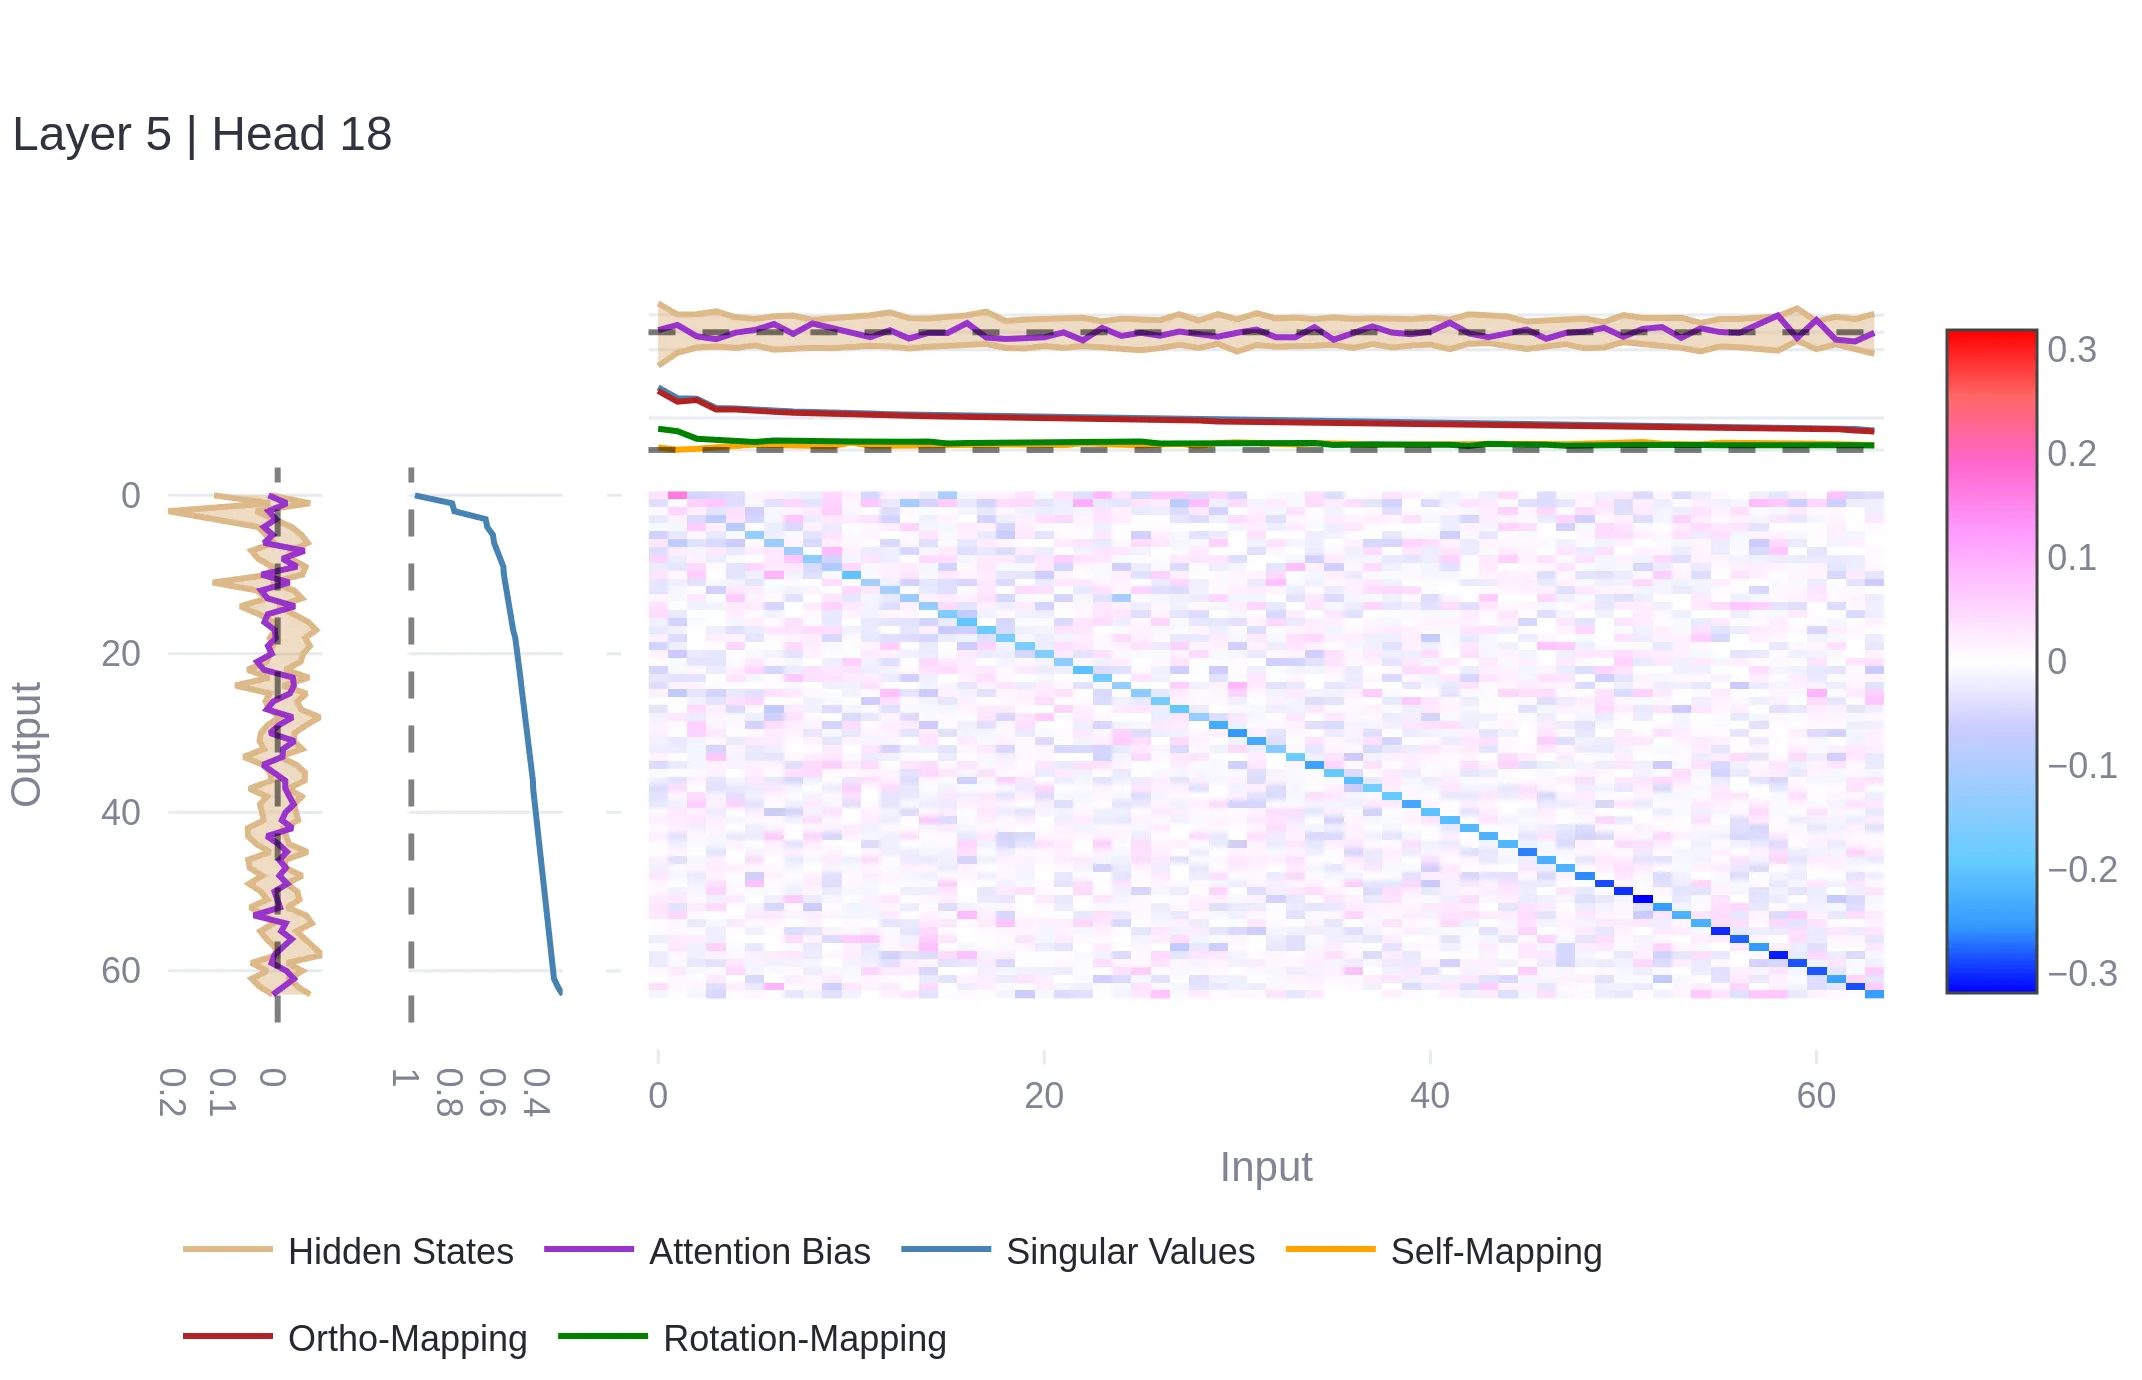 Layer 5 | Head 18
0
20
40
60
Output
0.2
0.1
0
1
0.8
0.6
0.4
0
20
40
60
Input
0.3
0.2
0.1
0
−0.1
−0.2
−0.3
Hidden States
Attention Bias
Singular Values
Self-Mapping
Ortho-Mapping
Rotation-Mapping